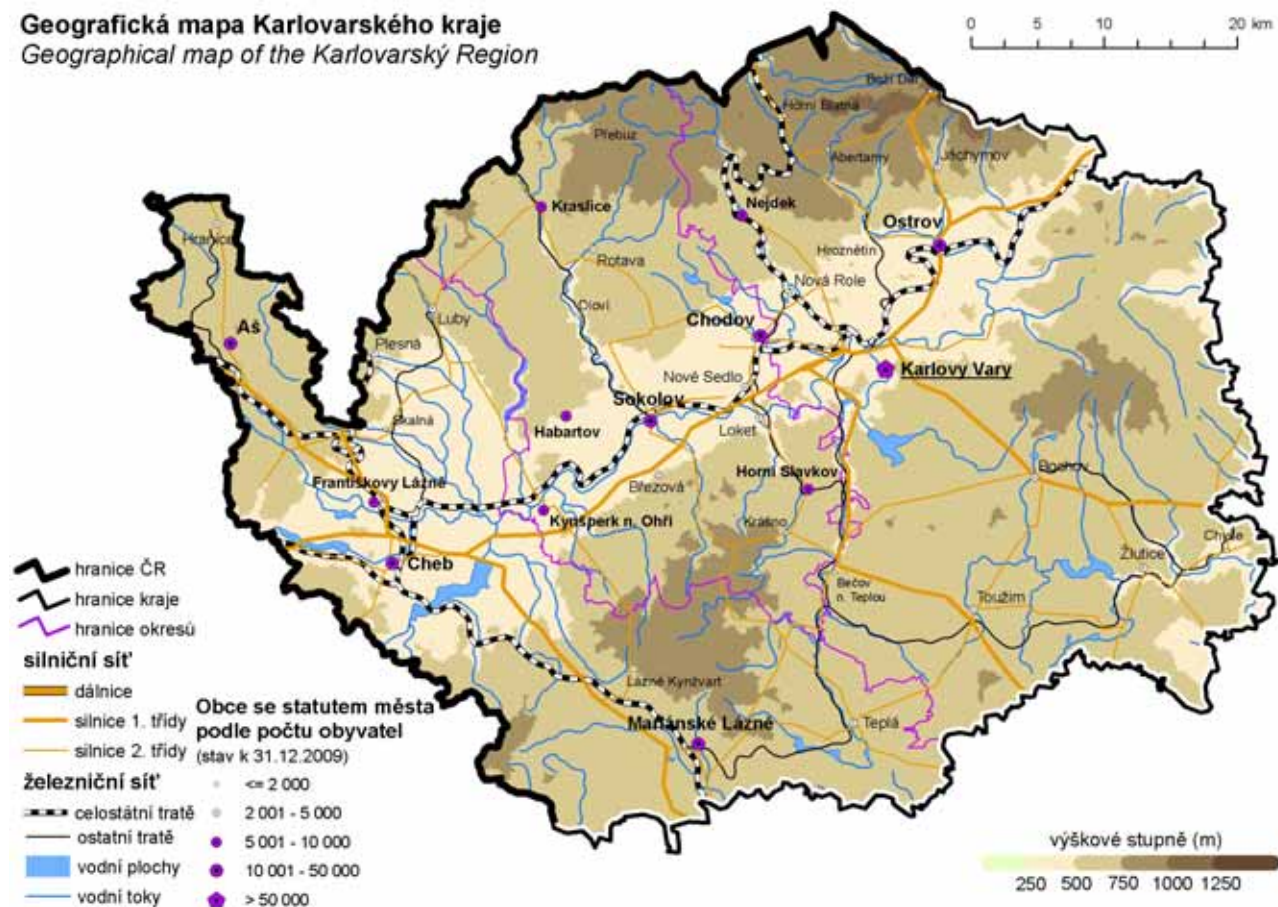 Geografická mapa Karlovarského kraje
Geographical map of the Karlovarský Region
0 5 10 20 km
Boží Dar
Horní Blatná
Přebuz
Abertamy
Jáchymov
Kraslice
Nejdek
Ostrov
Hranice
Hroznětín
Rotava
Nová Role
Oloví
Luby
Chodov
Aš
Plesná
Nové Sedlo
Karlovy Vary
Sokolov
Skalná
Habartov
Loket
Horní Slavkov
Bochov
Františkovy Lázně
Březová
Kynšperk n. Ohří
Krásno
Chyše
Žlutice
Cheb
Bečov
n. Teplou
Toužim
Lázně Kynžvart
Mariánské Lázně
Teplá
hranice ČR
hranice kraje
hranice okresů
silniční síť
dálnice
silnice 1. třídy
silnice 2. třídy
železniční síť
celostátní tratě
ostatní tratě
vodní plochy
vodní toky
Obce se statutem města
podle počtu obyvatel
(stav k 31.12.2009)
<= 2 000
2 001 - 5 000
5 001 - 10 000
10 001 - 50 000
> 50 000
výškové stupně (m)
250 500 750 1000 1250